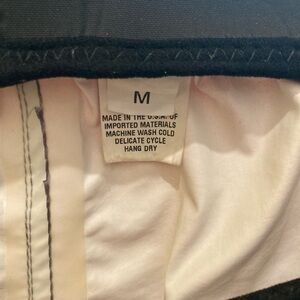 M
MADE IN THE U.S.A. OF
IMPORTED MATERIALS
MACHINE WASH COLD
DELICATE CYCLE
HANG DRY